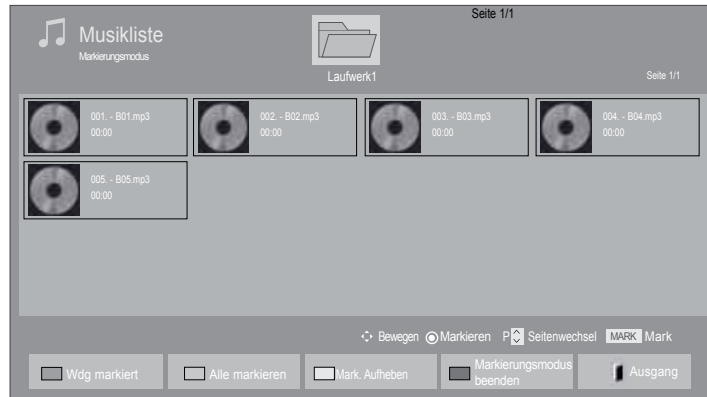 Seite 1/1
Musikliste
Markierungsmodus
Laufwerk1
Seite 1/1
001. - B01.mp3
00:00
002. - B02.mp3
00:00
003. - B03.mp3
00:00
004. - B04.mp3
00:00
005. - B05.mp3
00:00
Bewegen Markieren P Seitenwechsel MARK Mark
Wdg markiert
Alle markieren
Mark. Aufheben
Markierungsmodus
beenden
Ausgang